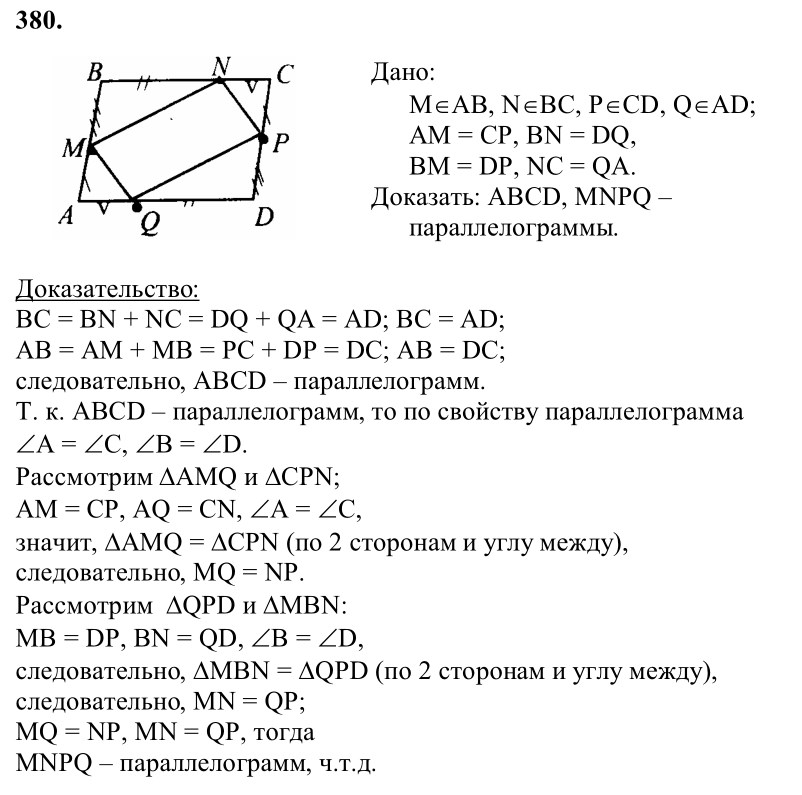 380.
B N C
M P
A Q D
Дано:
M∈AB, N∈BC, P∈CD, Q∈AD;
AM = CP, BN = DQ,
BM = DP, NC = QA.
Доказать: ABCD, MNPQ –
параллелограммы.
Доказательство:
BC = BN + NC = DQ + QA = AD; BC = AD;
AB = AM + MB = PC + DP = DC; AB = DC;
следовательно, ABCD – параллелограмм.
Т. к. ABCD – параллелограмм, то по свойству параллелограмма
∠A = ∠C, ∠B = ∠D.
Рассмотрим ΔAMQ и ΔCPN;
AM = CP, AQ = CN, ∠A = ∠C,
значит, ΔAMQ = ΔCPN (по 2 сторонам и углу между),
следовательно, MQ = NP.
Рассмотрим ΔQPD и ΔMBN:
MB = DP, BN = QD, ∠B = ∠D,
следовательно, ΔMBN = ΔQPD (по 2 сторонам и углу между),
следовательно, MN = QP;
MQ = NP, MN = QP, тогда
MNPQ – параллелограмм, ч.т.д.